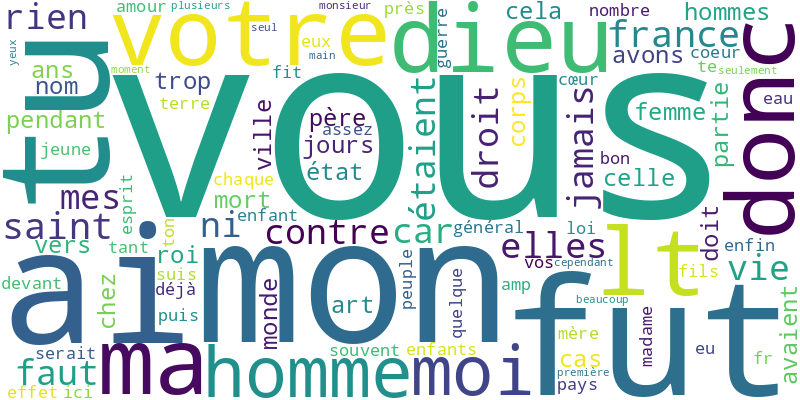 rien
amour
plusieurs
monsieur
près
cela
nombre
hommes
votre
dieu
guerre
seul
eux
main
france
yeux
tu
ans
nom
trop
fit
avons
coeur
te
seulement
moment
vous
donc
terre
cœur
eau
pendant
ville
père
assez
jours
état
étaient
droit
corps
jamais
femme
partie
jeune
bon
celle
chaque
mes
esprit
mort
saint
ni
enfant
contre
car
général
elles
loi
lt
doit
enfin
vers
tant
ton
roi
suis
vos
cependant
fils
vie
devant
chez
déjà
puis
ai
mon
monde
art
peuple
quelque
amp
fut
beaucoup
avaient
serait
ma
souvent
enfants
mère
madame
eu
fr
faut
homme
moi
cas
première
pays
effet
ici